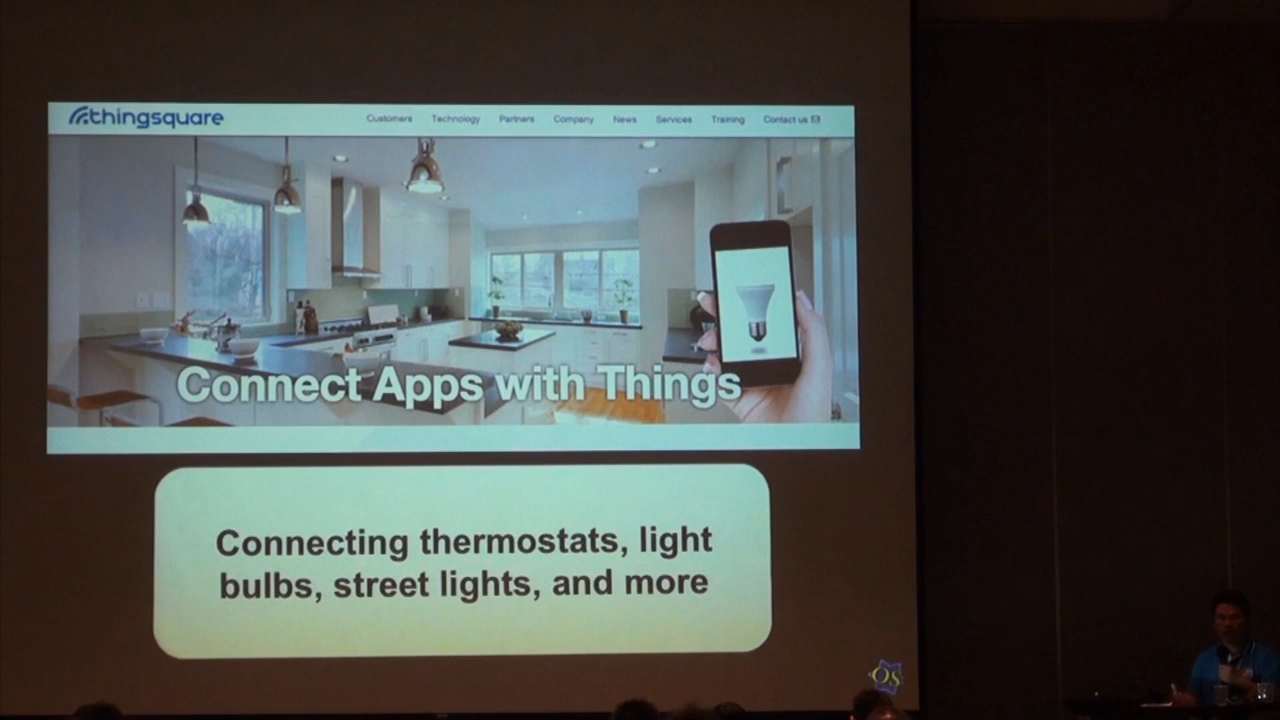 thingsquare
Customers Technology Partners Company News Services Training Contact us
Connect Apps with Things
Connecting thermostats, light
bulbs, street lights, and more
OS